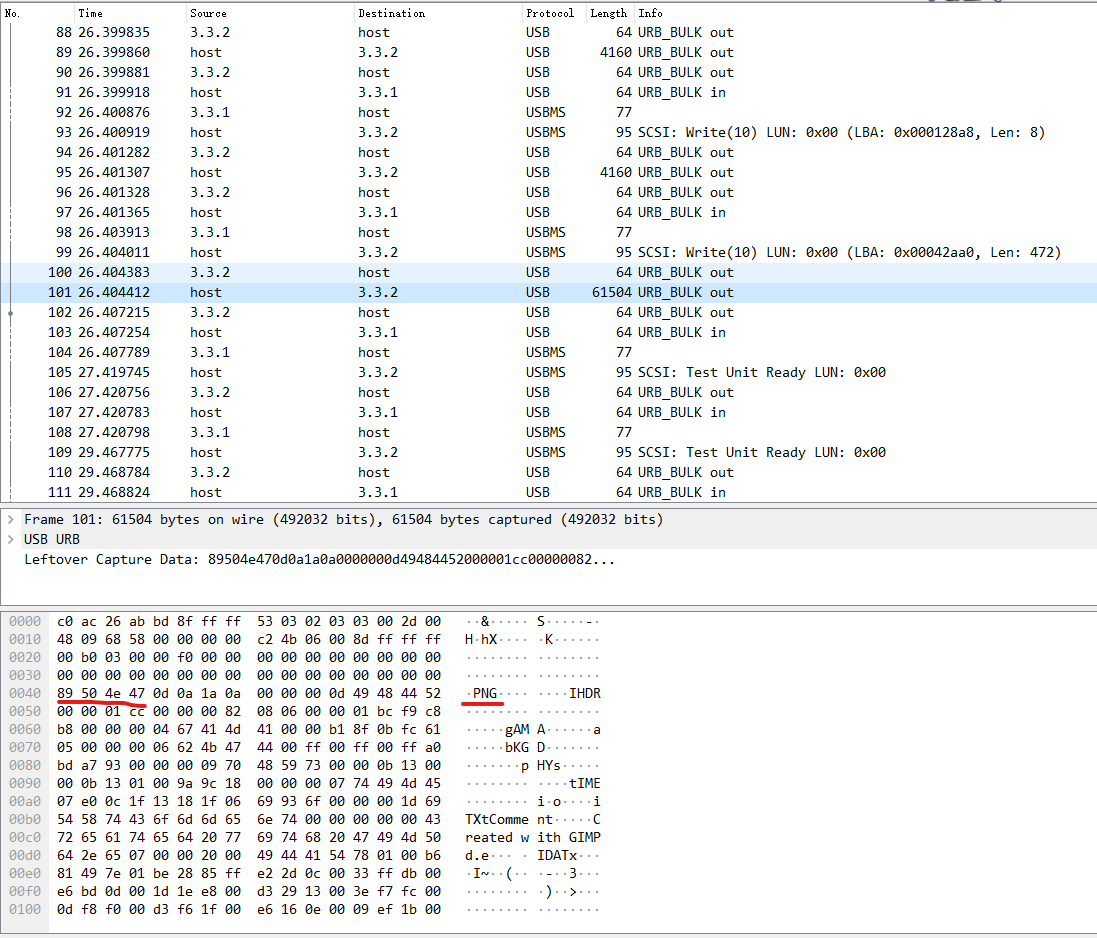 No. Time Source Destination Protocol Length Info
88 26.399835 3.3.2 host USB 64 URB_BULK out
89 26.399860 host 3.3.2 USB 4160 URB_BULK out
90 26.399881 3.3.2 host USB 64 URB_BULK out
91 26.399918 host 3.3.1 USB 64 URB_BULK in
92 26.400876 3.3.1 host USBMS 77
93 26.400919 host 3.3.2 USBMS 95 SCSI: Write(10) LUN: 0x00 (LBA: 0x000128a8, Len: 8)
94 26.401282 3.3.2 host USB 64 URB_BULK out
95 26.401307 host 3.3.2 USB 4160 URB_BULK out
96 26.401328 3.3.2 host USB 64 URB_BULK out
97 26.401365 host 3.3.1 USB 64 URB_BULK in
98 26.403913 3.3.1 host USBMS 77
99 26.404011 host 3.3.2 USBMS 95 SCSI: Write(10) LUN: 0x00 (LBA: 0x00042aa0, Len: 472)
100 26.404383 3.3.2 host USB 64 URB_BULK out
101 26.404412 host 3.3.2 USB 61504 URB_BULK out
102 26.407215 3.3.2 host USB 64 URB_BULK out
103 26.407254 host 3.3.1 USB 64 URB_BULK in
104 26.407789 3.3.1 host USBMS 77
105 27.419745 host 3.3.2 USBMS 95 SCSI: Test Unit Ready LUN: 0x00
106 27.420756 3.3.2 host USB 64 URB_BULK out
107 27.420783 host 3.3.1 USB 64 URB_BULK in
108 27.420798 3.3.1 host USBMS 77
109 29.467775 host 3.3.2 USBMS 95 SCSI: Test Unit Ready LUN: 0x00
110 29.468784 3.3.2 host USB 64 URB_BULK out
111 29.468824 host 3.3.1 USB 64 URB_BULK in
Frame 101: 61504 bytes on wire (492032 bits), 61504 bytes captured (492032 bits)
USB URB
Leftover Capture Data: 89504e470d0a1a0a0000000d49484452000001cc00000082...
0000 c0 ac 26 ab bd 8f ff ff 53 03 02 03 03 00 2d 00 ··&····· S·····-·
0010 48 09 68 58 00 00 00 00 c2 4b 06 00 8d ff ff ff H·hX···· ·K······
0020 00 b0 03 00 00 f0 00 00 00 00 00 00 00 00 00 00 ········ ········
0030 00 00 00 00 00 00 00 00 00 00 00 00 00 00 00 00 ········ ········
0040 89 50 4e 47 0d 0a 1a 0a 00 00 00 0d 49 48 44 52 ·PNG···· ····IHDR
0050 00 00 01 cc 00 00 00 82 08 06 00 00 01 bc f9 c8 ········ ········
0060 b8 00 00 00 04 67 41 4d 41 00 00 b1 8f 0b fc 61 ·····gAM A······a
0070 05 00 00 00 06 62 4b 47 44 00 ff 00 ff 00 ff a0 ·····bKG D·······
0080 bd a7 93 00 00 00 09 70 48 59 73 00 00 0b 13 00 ·······p HYs·····
0090 00 0b 13 01 00 9a 9c 18 00 00 00 07 74 49 4d 45 ········ ····tIME
00a0 07 e0 0c 1f 13 18 1f 06 69 93 6f 00 00 00 1d 69 ········ i·o····i
00b0 54 58 74 43 6f 6d 6d 65 6e 74 00 00 00 00 00 43 TXtComme nt·····C
00c0 72 65 61 74 65 64 20 77 69 74 68 20 47 49 4d 50 reated w ith GIMP
00d0 64 2e 65 07 00 00 20 00 49 44 41 54 78 01 00 b6 d.e··· · IDATx···
00e0 81 49 7e 01 be 28 85 ff e2 2d 0c 00 33 ff db 00 ·I~··(·· ·-··3···
00f0 e6 bd 0d 00 1d 1e e8 00 d3 29 13 00 3e f7 fc 00 ········ ·)··>···
0100 0d f8 f0 00 d3 f6 1f 00 e6 16 0e 00 09 ef 1b 00 ········ ········